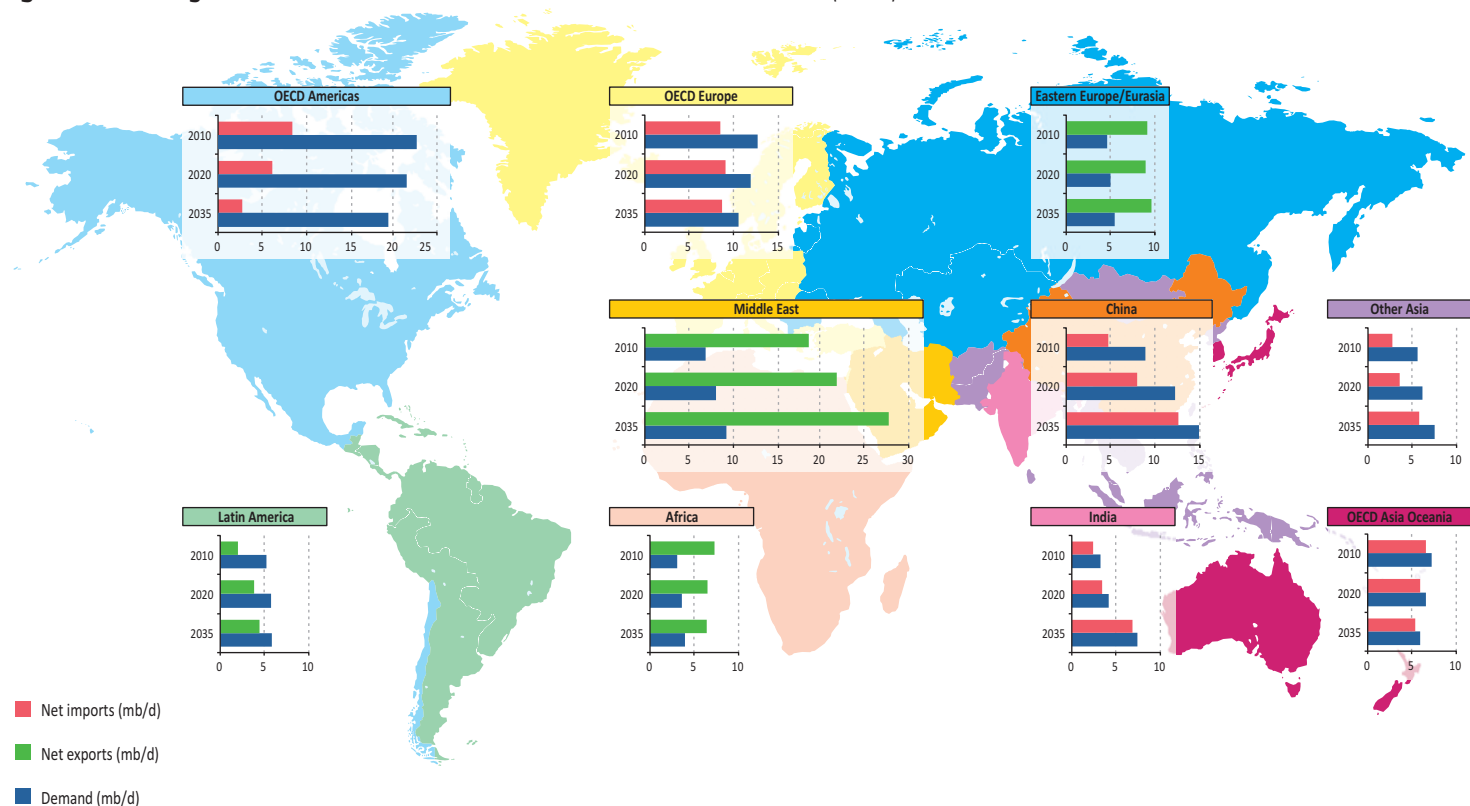 OECD Americas
2010
2020
2035
0 5 10 15 20 25
OECD Europe
2010
2020
2035
0 5 10 15
Eastern Europe/Eurasia
2010
2020
2035
0 5 10
Middle East
2010
2020
2035
0 5 10 15 20 25 30
China
2010
2020
2035
0 5 10 15
Other Asia
2010
2020
2035
0 5 10
Latin America
2010
2020
2035
0 5 10
Africa
2010
2020
2035
0 5 10
India
2010
2020
2035
0 5 10
OECD Asia Oceania
2010
2020
2035
0 5 10
Net imports (mb/d)
Net exports (mb/d)
Demand (mb/d)